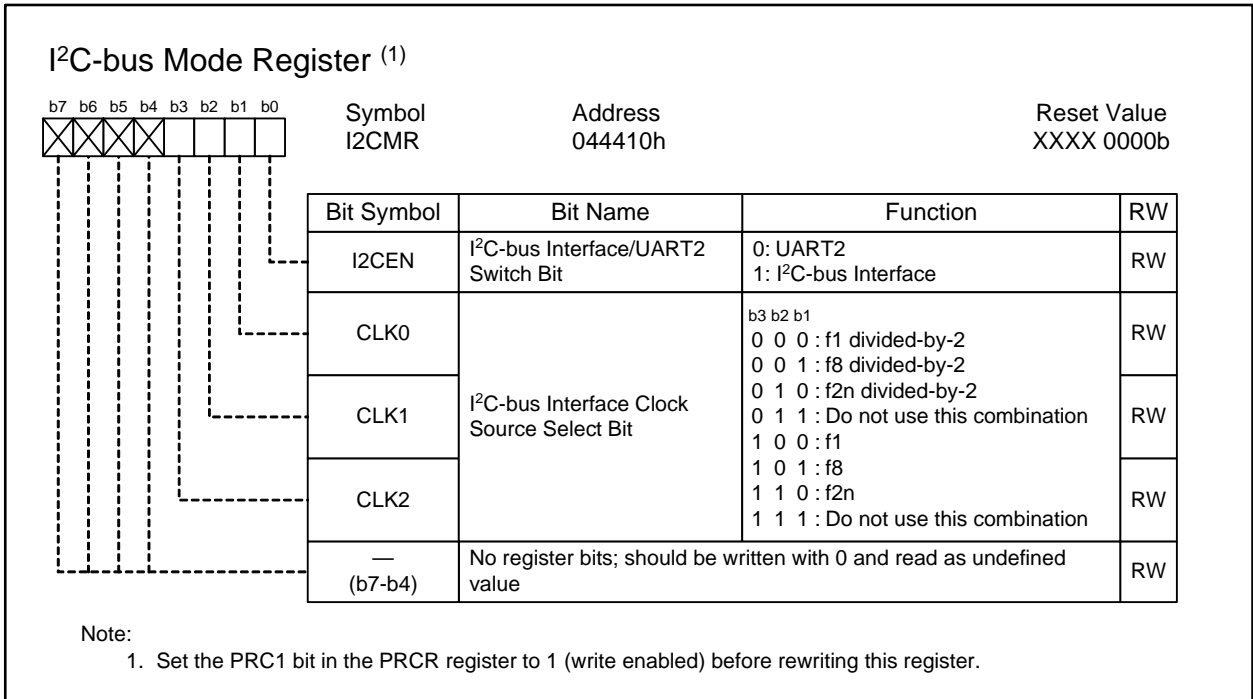 I²C-bus Mode Register (1)
b7 b6 b5 b4 b3 b2 b1 b0
Symbol Address Reset Value
I2CMR 044410h XXXX 0000b
Bit Symbol Bit Name Function RW
I2CEN I²C-bus Interface/UART2 Switch Bit 0: UART2 RW
1: I²C-bus Interface
CLK0 RW
CLK1 RW
CLK2 RW
I²C-bus Interface Clock
Source Select Bit
b3 b2 b1
0 0 0 : f1 divided-by-2
0 0 1 : f8 divided-by-2
0 1 0 : f2n divided-by-2
0 1 1 : Do not use this combination
1 0 0 : f1
1 0 1 : f8
1 1 0 : f2n
1 1 1 : Do not use this combination
—
(b7-b4)
No register bits; should be written with 0 and read as undefined
value
RW
Note:
1. Set the PRC1 bit in the PRCR register to 1 (write enabled) before rewriting this register.